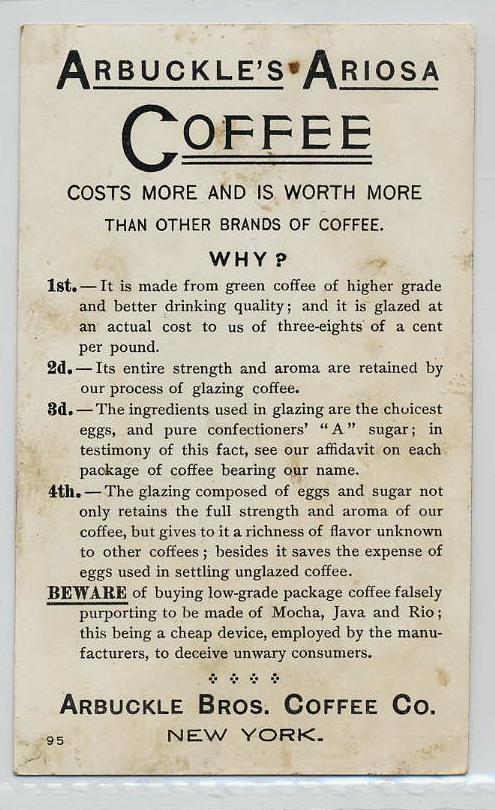 ARBUCKLE'S ARIOSA
COFFEE
COSTS MORE AND IS WORTH MORE
THAN OTHER BRANDS OF COFFEE.
WHY?
1st.—It is made from green coffee of higher grade
and better drinking quality; and it is glazed at
an actual cost to us of three-eights of a cent
per pound.
2d.—Its entire strength and aroma are retained by
our process of glazing coffee.
3d.—The ingredients used in glazing are the choicest
eggs, and pure confectioners' "A" sugar; in
testimony of this fact, see our affidavit on each
package of coffee bearing our name.
4th.—The glazing composed of eggs and sugar not
only retains the full strength and aroma of our
coffee, but gives to it a richness of flavor unknown
to other coffees; besides it saves the expense of
eggs used in settling unglazed coffee.
BEWARE of buying low-grade package coffee falsely
purporting to be made of Mocha, Java and Rio;
this being a cheap device, employed by the manu-
facturers, to deceive unwary consumers.
ARBUCKLE BROS. COFFEE CO.
95 NEW YORK.